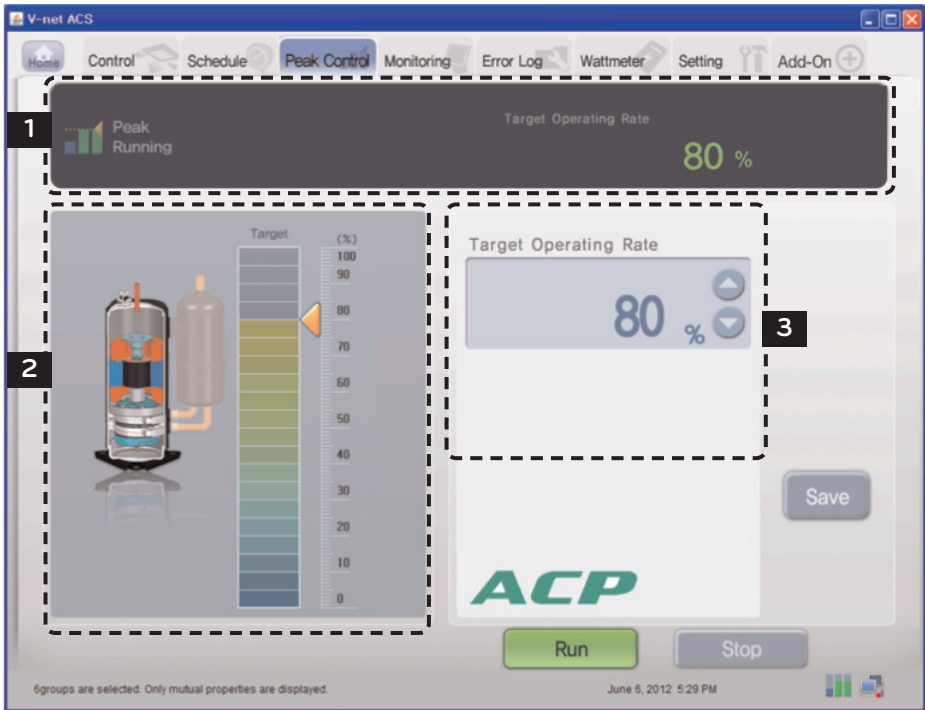 V-net ACS
Home Control Schedule Peak Control Monitoring Error Log Wattmeter Setting Add-On
1
Peak
Running
Target Operating Rate
80 %
2
Target (%)
100
90
80
70
60
50
40
30
20
10
0
Target Operating Rate
80 %
3
Save
ACP
Run Stop
6groups are selected. Only mutual properties are displayed. June 6, 2012 5:29 PM